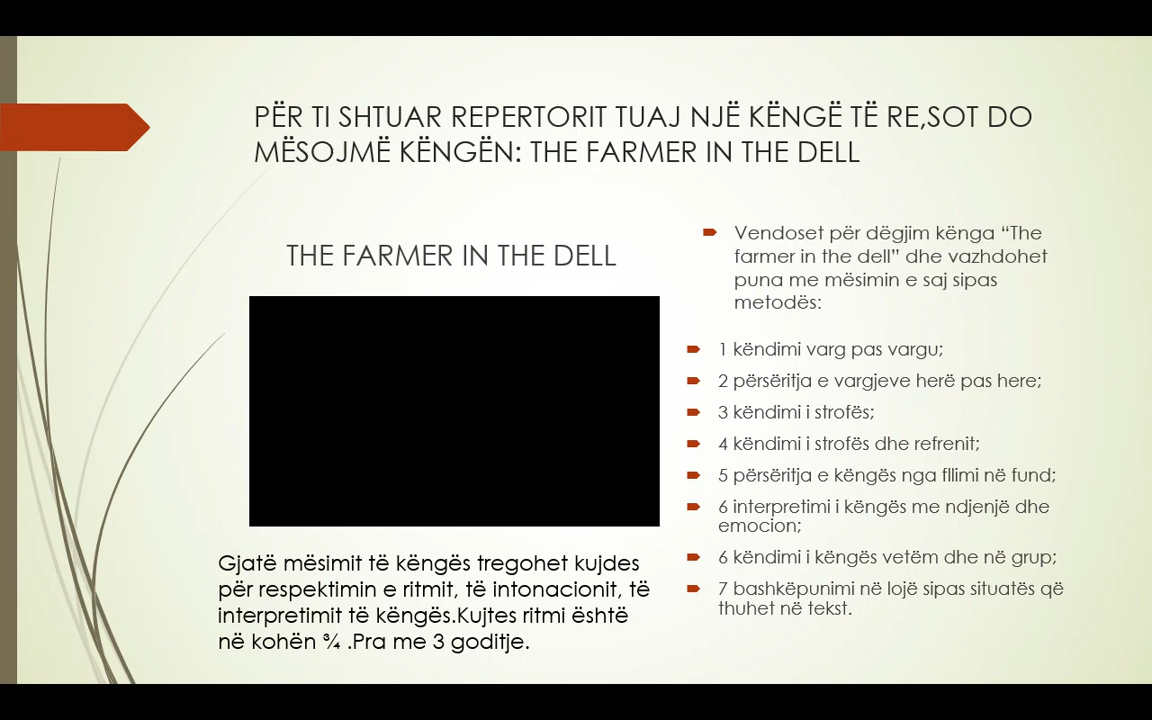 PËR TI SHTUAR REPERTORIT TUAJ NJË KËNGË TË RE,SOT DO
MËSOJMË KËNGËN: THE FARMER IN THE DELL
THE FARMER IN THE DELL
Gjatë mësimit të këngës tregohet kujdes
për respektimin e ritmit, të intonacionit, të
interpretimit të këngës.Kujtes ritmi është
në kohën ¾ .Pra me 3 goditje.
Vendoset për dëgjim kënga “The
farmer in the dell” dhe vazhdohet
puna me mësimin e saj sipas
metodës:
1 këndimi varg pas vargu;
2 përsëritja e vargjeve herë pas here;
3 këndimi i strofës;
4 këndimi i strofës dhe refrenit;
5 përsëritja e këngës nga fillimi në fund;
6 interpretimi i këngës me ndjenjë dhe
emocion;
6 këndimi i këngës vetëm dhe në grup;
7 bashkëpunimi në lojë sipas situatës që
thuhet në tekst.